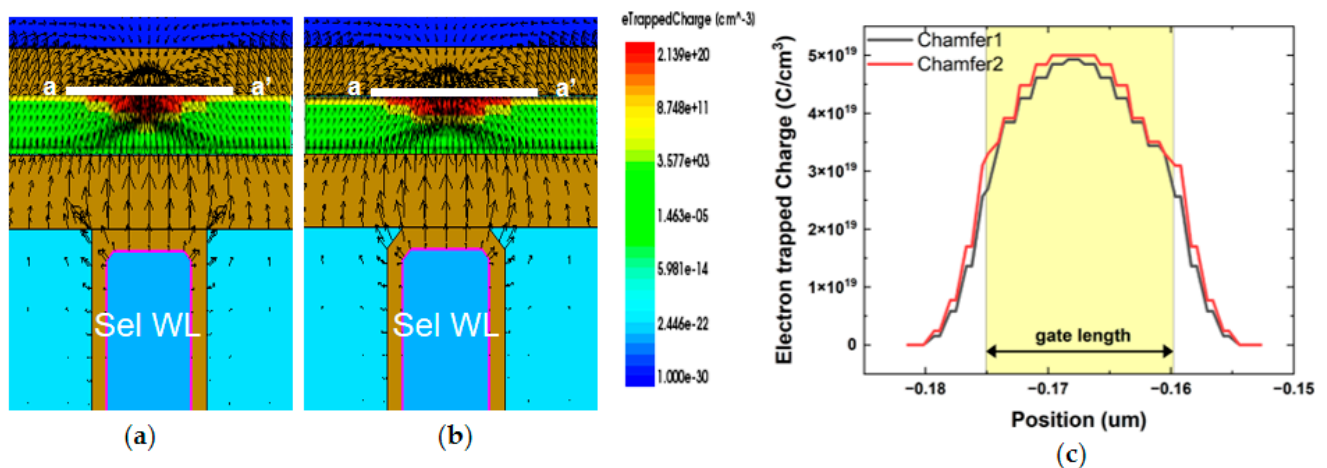 a
a'
Sel WL
(a)
a
a'
Sel WL
(b)
eTrappedCharge (cm^-3)
2.139e+20
8.748e+11
3.577e+03
1.463e-05
5.981e-14
2.446e-22
1.000e-30
Chamfer1
Chamfer2
Electron trapped Charge (C/cm³)
5×10¹⁹
4×10¹⁹
3×10¹⁹
2×10¹⁹
1×10¹⁹
0
gate length
−0.18
−0.17
−0.16
−0.15
Position (um)
(c)